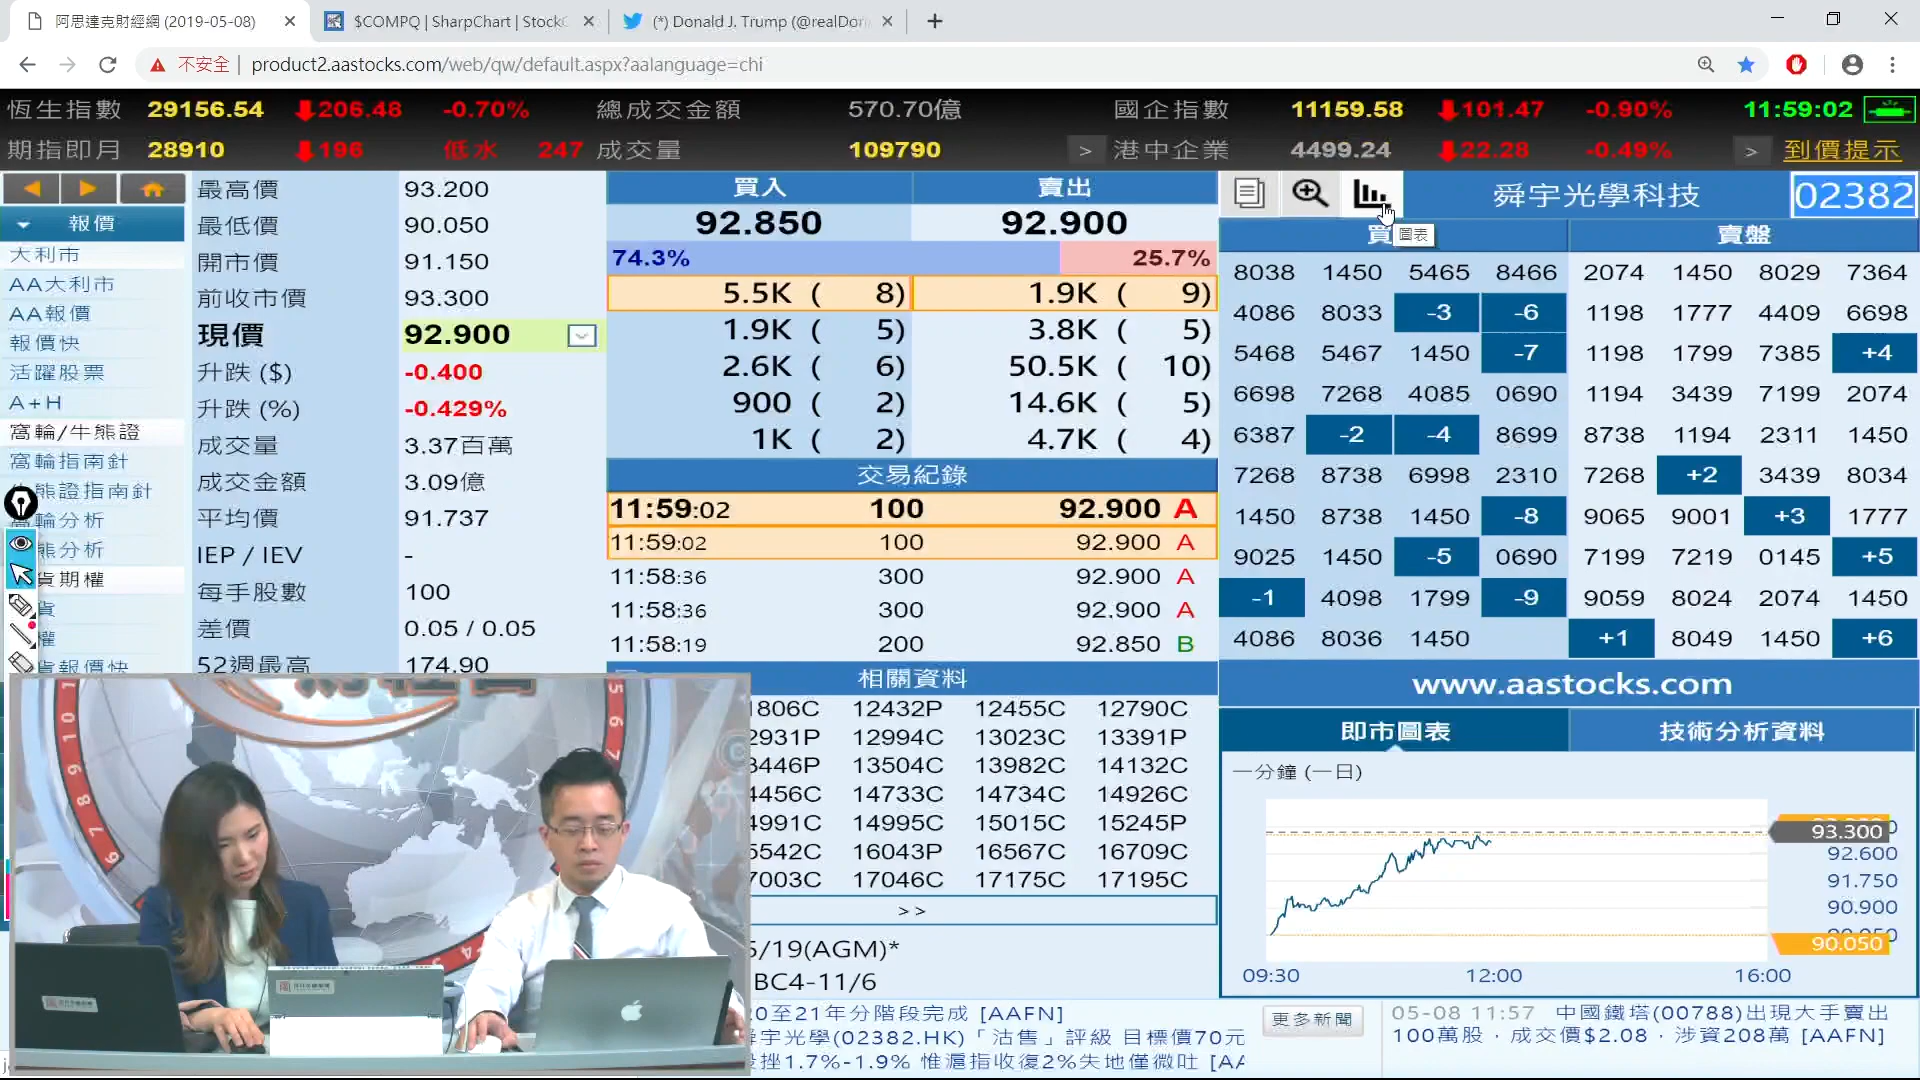 阿思達克財經網 (2019-05-08)
$COMPQ | SharpChart | Stock
(*) Donald J. Trump (@realDon
不安全 | product2.aastocks.com/web/qw/default.aspx?aalanguage=chi
恆生指數 29156.54 206.48 -0.70% 總成交金額 570.70億 國企指數 11159.58 101.47 -0.90% 11:59:02
期指即月 28910 196 低水 247 成交量 109790 > 港中企業 4499.24 22.28 -0.49% > 到價提示
報價
大利市
AA大利市
AA報價
報價快
活躍股票
A+H
窩輪/牛熊證
窩輪指南針
熊證指南針
輪分析
熊分析
貨期權
貨
權
貨報價快
最高價 93.200
最低價 90.050
開市價 91.150
前收市價 93.300
現價 92.900
升跌 ($) -0.400
升跌 (%) -0.429%
成交量 3.37百萬
成交金額 3.09億
平均價 91.737
IEP / IEV -
每手股數 100
差價 0.05 / 0.05
52週最高 174.90
買入 賣出
92.850 92.900
74.3% 25.7%
5.5K ( 8) 1.9K ( 9)
1.9K ( 5) 3.8K ( 5)
2.6K ( 6) 50.5K ( 10)
900 ( 2) 14.6K ( 5)
1K ( 2) 4.7K ( 4)
交易紀錄
11:59:02 100 92.900 A
11:59:02 100 92.900 A
11:58:36 300 92.900 A
11:58:36 300 92.900 A
11:58:19 200 92.850 B
相關資料
1806C 12432P 12455C 12790C
2931P 12994C 13023C 13391P
3446P 13504C 13982C 14132C
4456C 14733C 14734C 14926C
4991C 14995C 15015C 15245P
5542C 16043P 16567C 16709C
7003C 17046C 17175C 17195C
>>
5/19(AGM)*
BC4-11/6
舜宇光學科技 02382
圖表
買 賣盤
8038 1450 5465 8466 2074 1450 8029 7364
4086 8033 -3 -6 1198 1777 4409 6698
5468 5467 1450 -7 1198 1799 7385 +4
6698 7268 4085 0690 1194 3439 7199 2074
6387 -2 -4 8699 8738 1194 2311 1450
7268 8738 6998 2310 7268 +2 3439 8034
1450 8738 1450 -8 9065 9001 +3 1777
9025 1450 -5 0690 7199 7219 0145 +5
-1 4098 1799 -9 9059 8024 2074 1450
4086 8036 1450 +1 8049 1450 +6
www.aastocks.com
即市圖表 技術分析資料
一分鐘 (一日)
93.300
92.600
91.750
90.900
90.050
09:30 12:00 16:00
20至21年分階段完成 [AAFN]
宇光學(02382.HK)「沽售」評級 目標價70元
挫1.7%-1.9% 惟滬指收復2%失地僅微吐 [AA
更多新聞
05-08 11:57 中國鐵塔(00788)出現大手賣出
100萬股，成交價$2.08，涉資208萬 [AAFN]